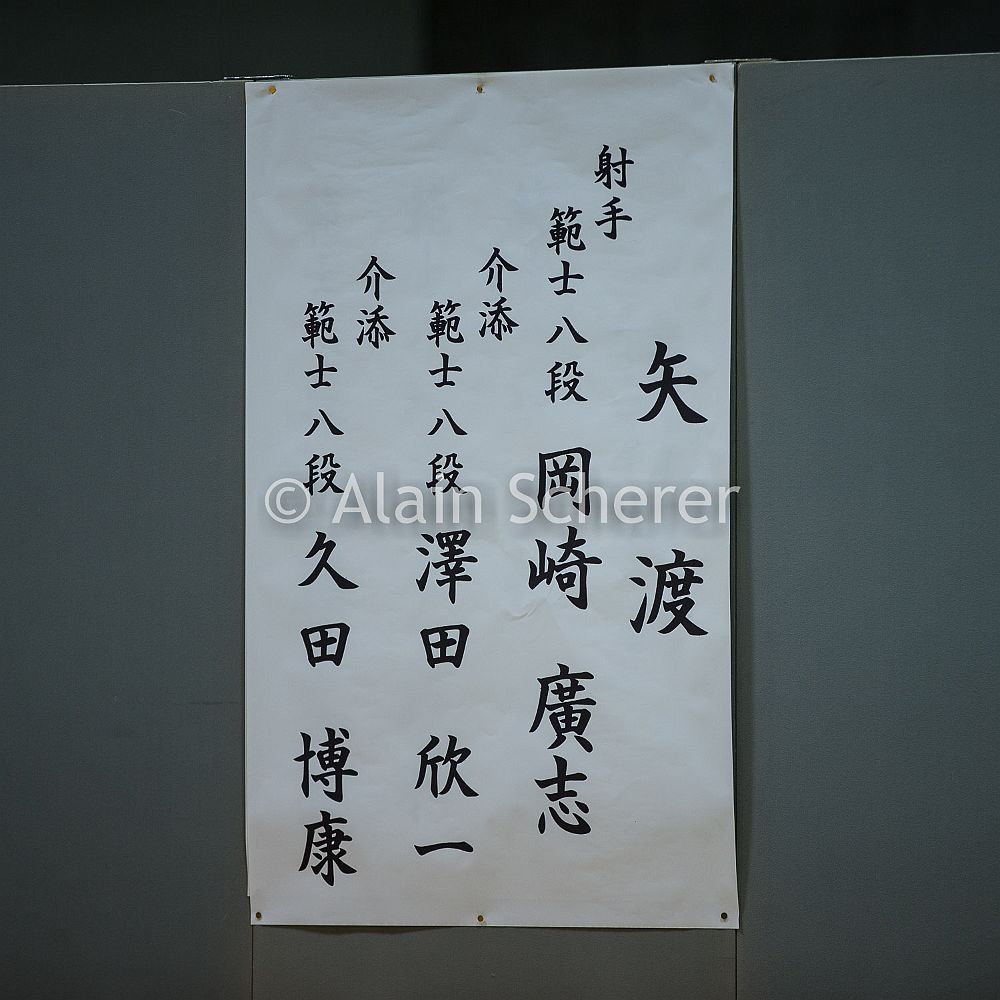 矢渡
射手
範士八段 岡崎 廣志
介添
範士八段 澤田 欣一
介添
範士八段 久田 博康
© Alain Scherer